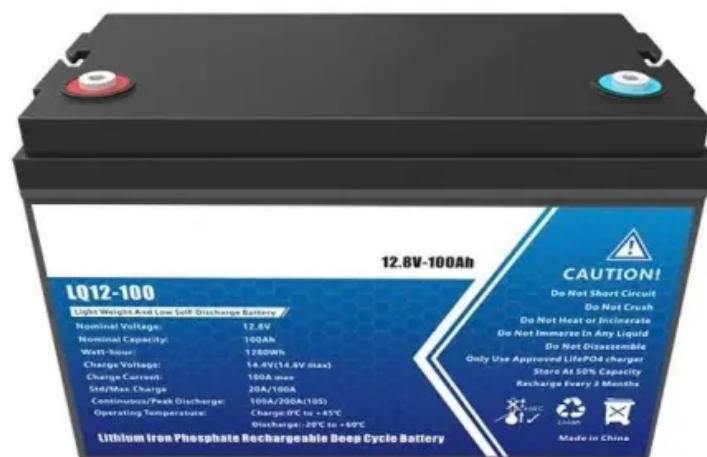 12.8V-100Ah
LQ12-100
Light Weight And Low Self-Discharge Battery
Nominal Voltage: 12.8V
Nominal Capacity: 100Ah
Watt-hour: 1280Wh
Charge Voltage: 14.4V(14.6V max)
Charge Current: 100A max
Std/Max.Charge 20A/100A
Continuous/Peak Discharge: 100A/200A(10S)
Operating Temperature: Charge:0℃ to +45℃
Discharge:-20℃ to +60℃
Lithium Iron Phosphate Rechargeable Deep Cycle Battery
CAUTION!
Do Not Short Circuit
Do Not Crush
Do Not Heat or Incinerate
Do Not Immerse In Any Liquid
Do Not Disassemble
Only Use Approved LifePO4 charger
Store At 50% Capacity
Recharge Every 3 Months
Li-ion
Made in China